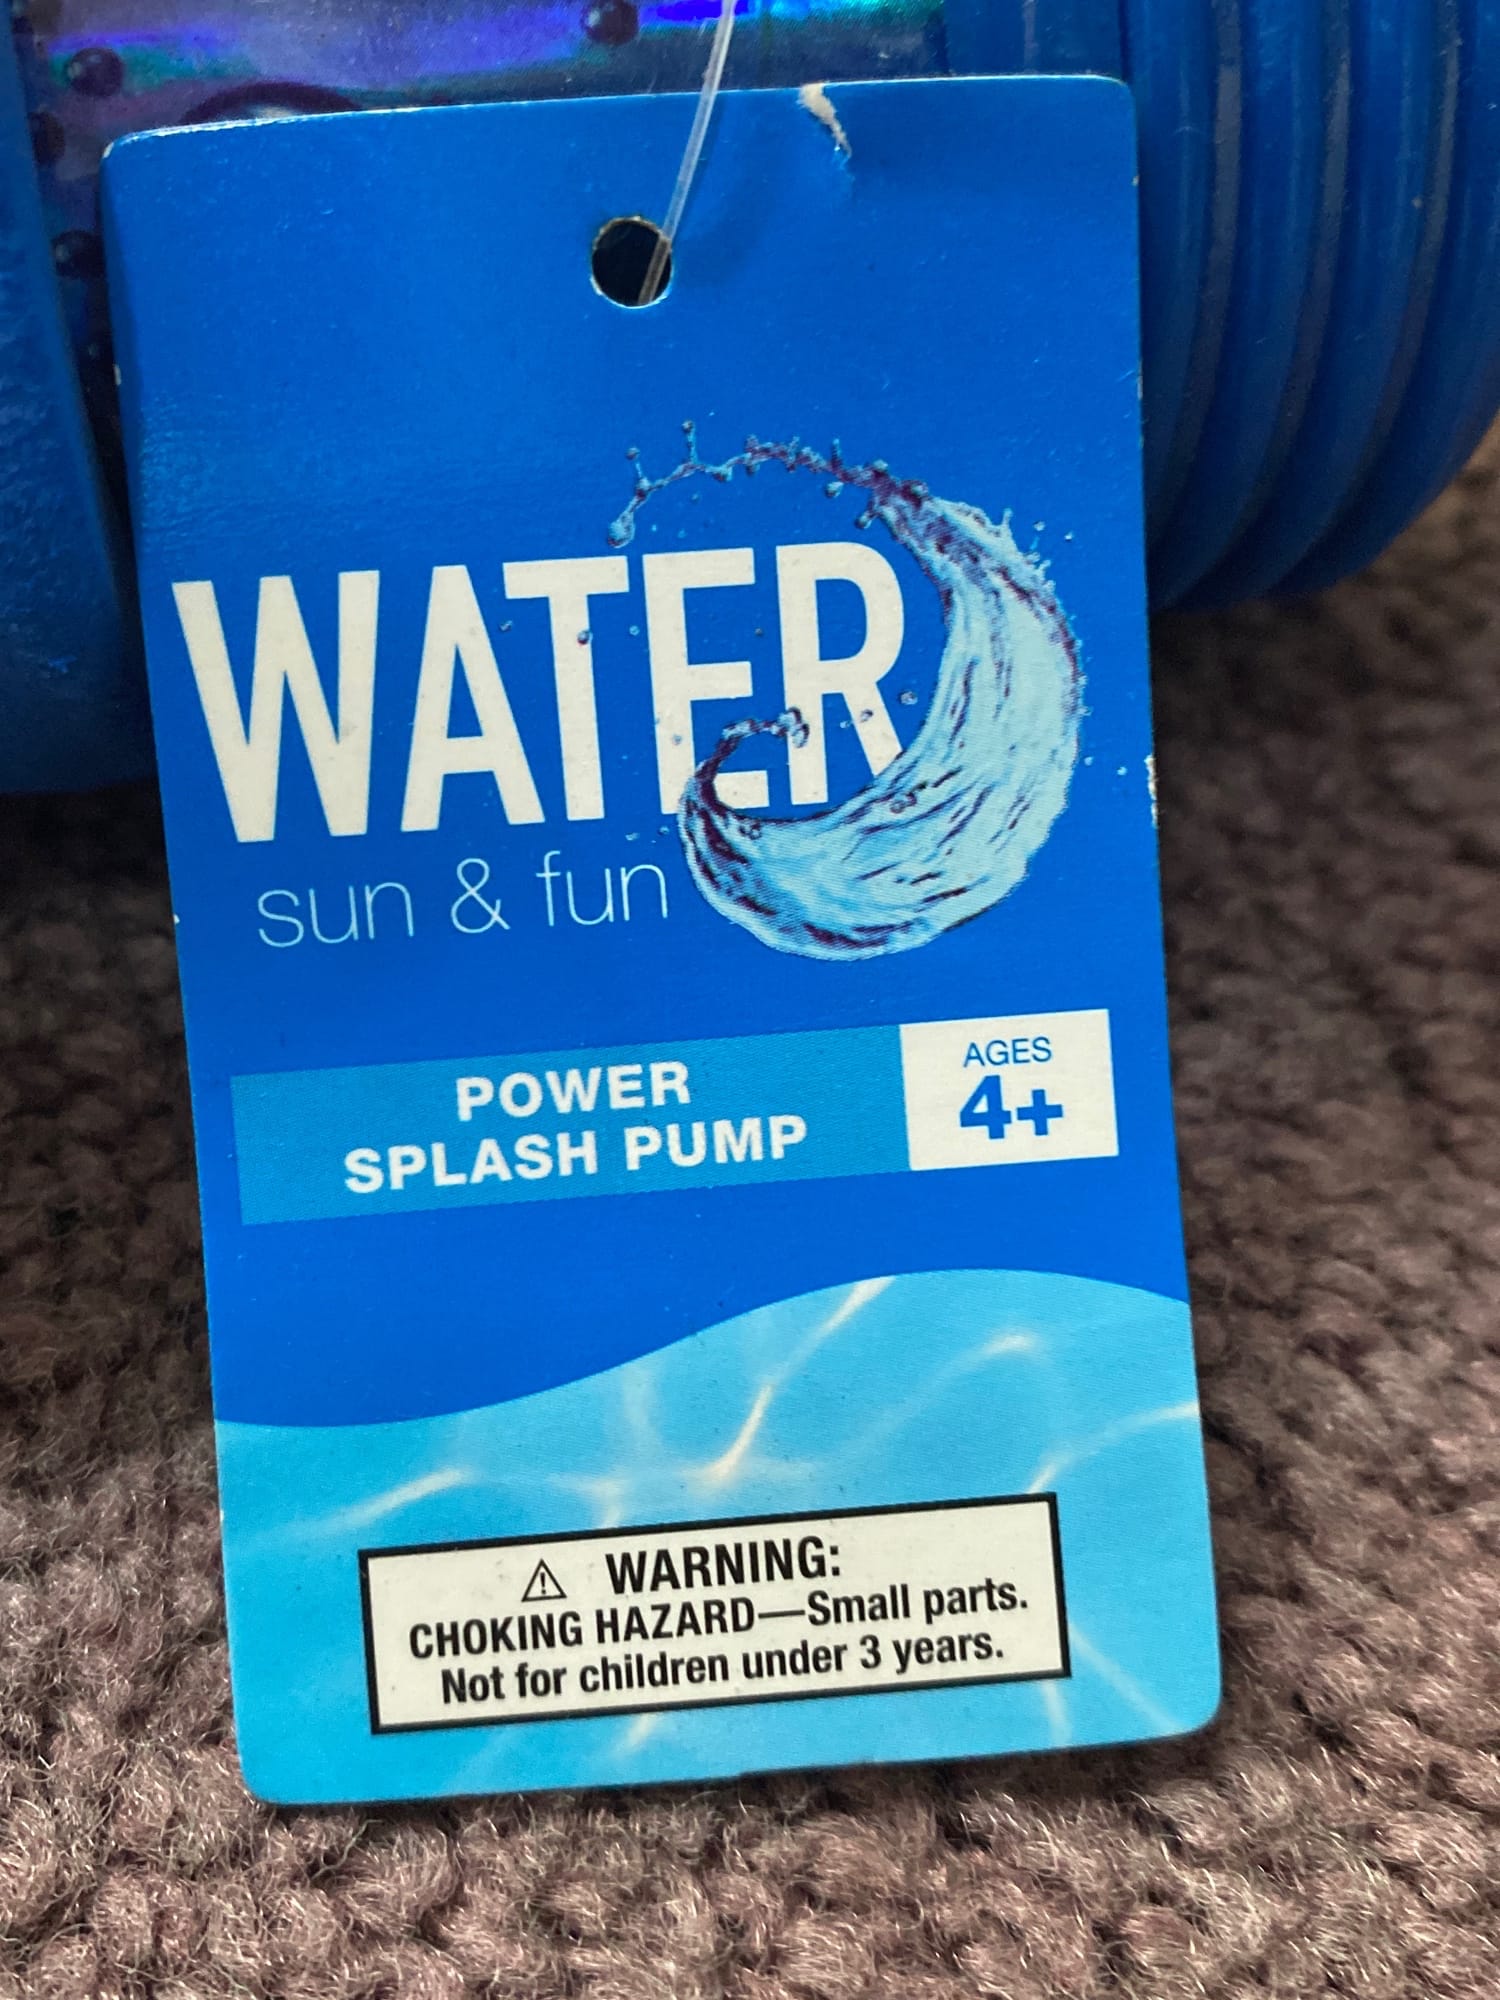 WATER
sun & fun
POWER
SPLASH PUMP
AGES
4+
⚠ WARNING:
CHOKING HAZARD—Small parts.
Not for children under 3 years.